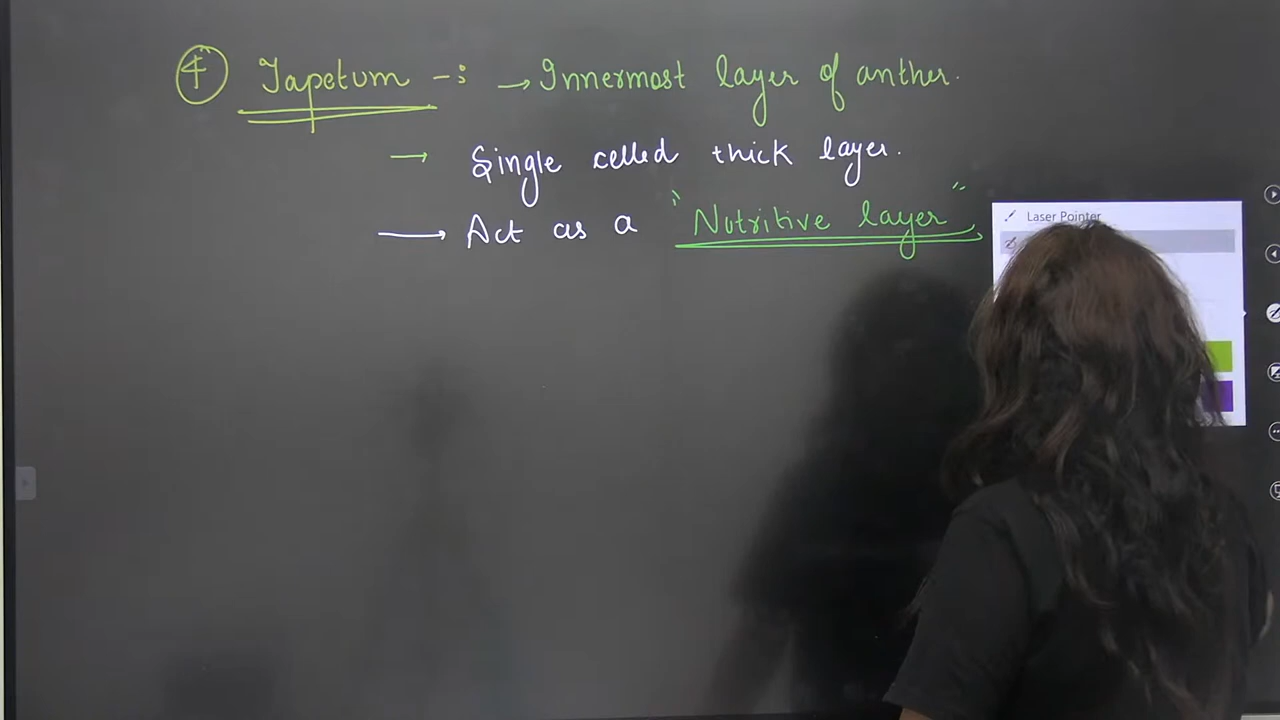 ④ Tapetum -: → Innermost layer of anther.
→ Single celled thick layer.
→ Act as a "Nutritive layer"
Laser Pointer